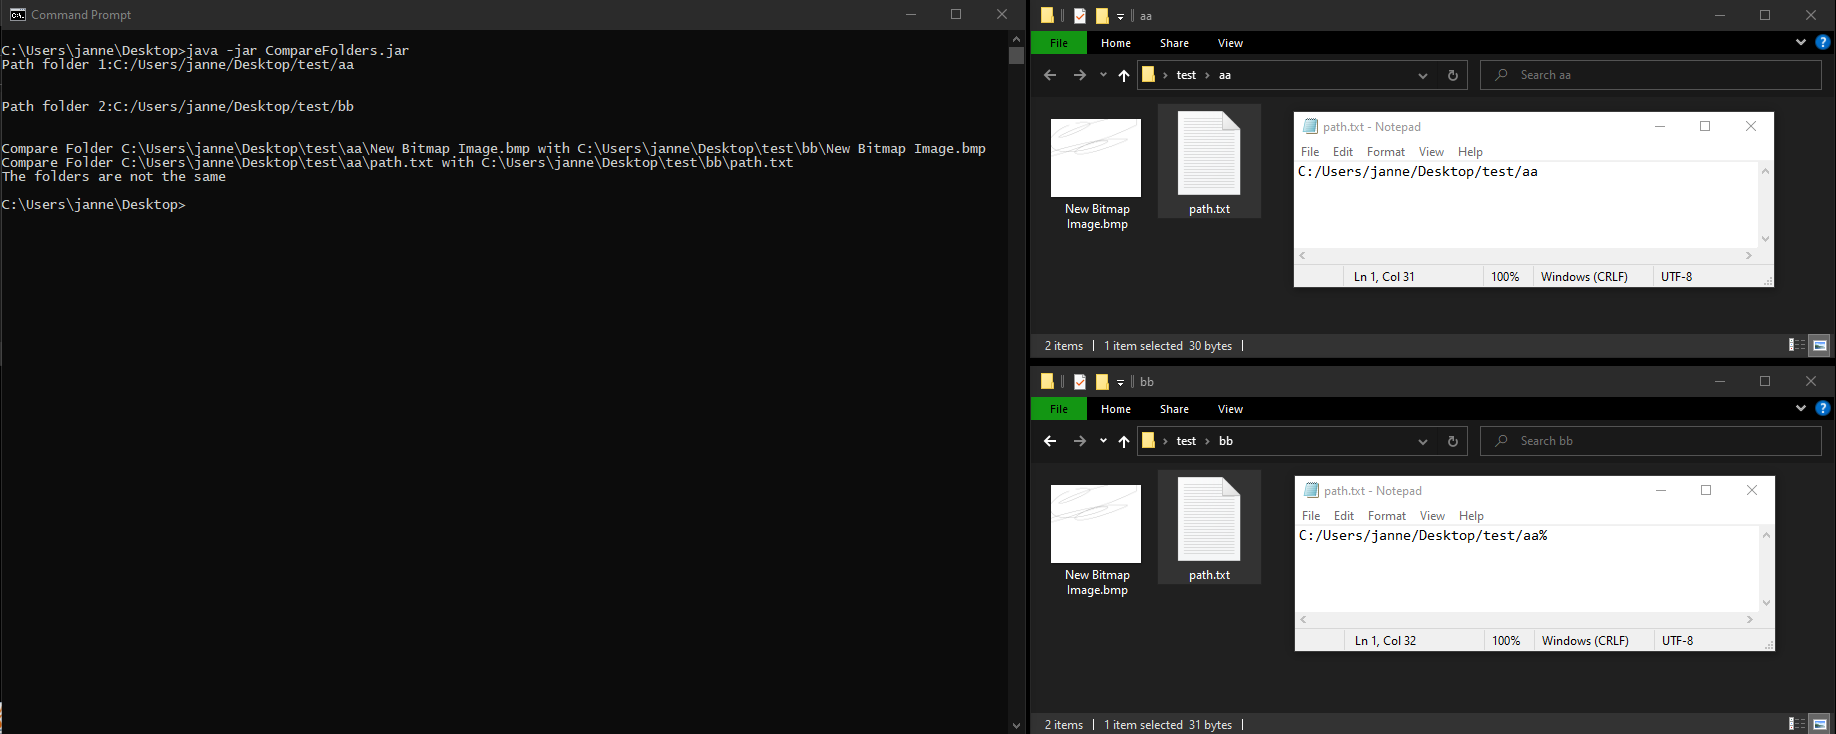 Command Prompt
C:\Users\janne\Desktop>java -jar CompareFolders.jar
Path folder 1:C:/Users/janne/Desktop/test/aa
Path folder 2:C:/Users/janne/Desktop/test/bb
Compare Folder C:\Users\janne\Desktop\test\aa\New Bitmap Image.bmp with C:\Users\janne\Desktop\test\bb\New Bitmap Image.bmp
Compare Folder C:\Users\janne\Desktop\test\aa\path.txt with C:\Users\janne\Desktop\test\bb\path.txt
The folders are not the same
C:\Users\janne\Desktop>
aa
File Home Share View
test > aa
Search aa
New Bitmap
Image.bmp
path.txt
path.txt - Notepad
File Edit Format View Help
C:/Users/janne/Desktop/test/aa
Ln 1, Col 31 100% Windows (CRLF) UTF-8
2 items 1 item selected 30 bytes
bb
File Home Share View
test > bb
Search bb
New Bitmap
Image.bmp
path.txt
path.txt - Notepad
File Edit Format View Help
C:/Users/janne/Desktop/test/aa%
Ln 1, Col 32 100% Windows (CRLF) UTF-8
2 items 1 item selected 31 bytes